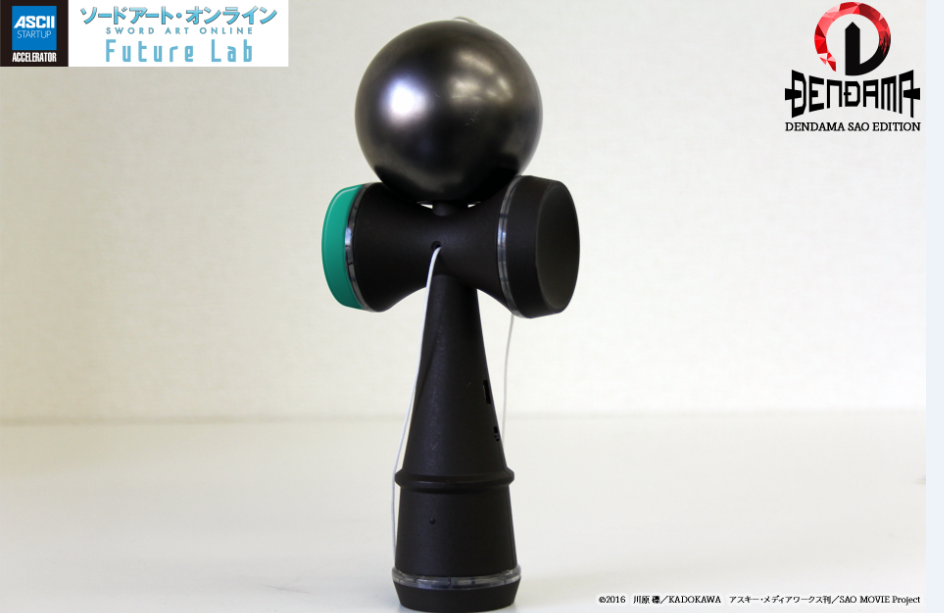 ASCII
STARTUP
ACCELERATOR
ソードアート・オンライン
SWORD ART ONLINE
Future Lab
DENDAMA
DENDAMA SAO EDITION
©2016 川原 礫／KADOKAWA アスキー・メディアワークス刊／SAO MOVIE Project